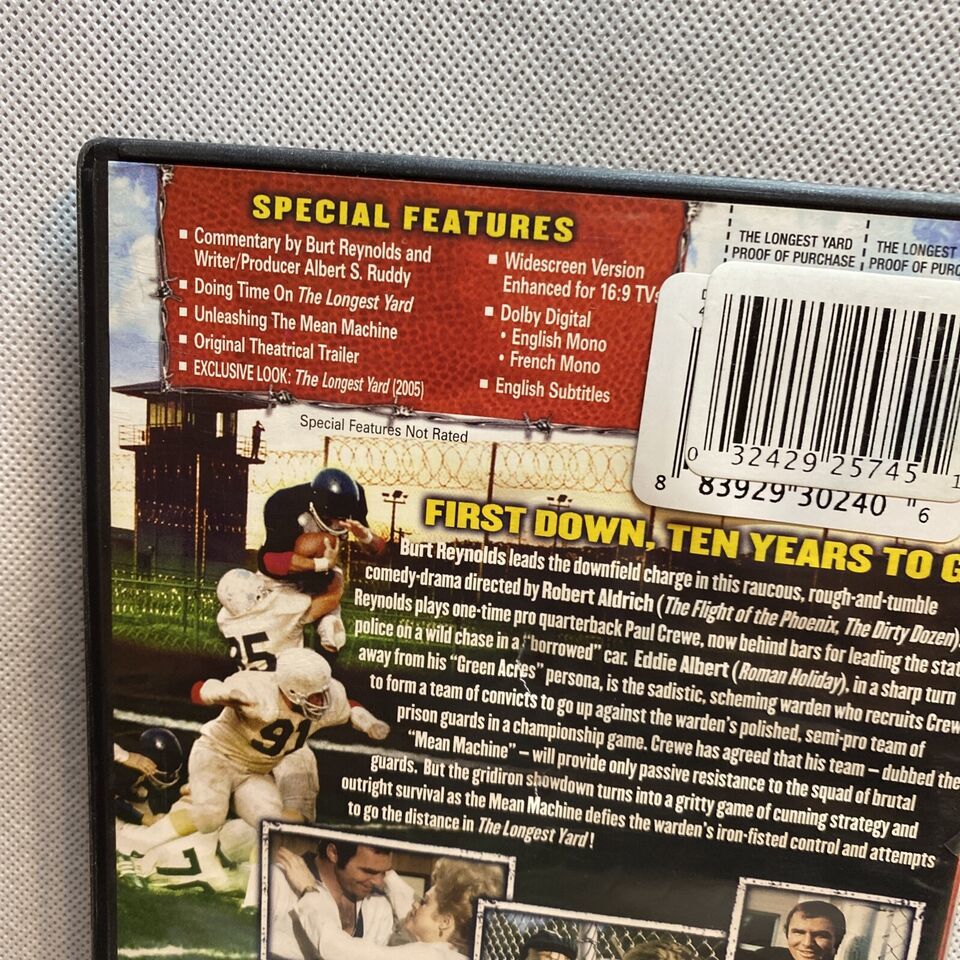 SPECIAL FEATURES
▪ Commentary by Burt Reynolds and
Writer/Producer Albert S. Ruddy
▪ Doing Time On The Longest Yard
▪ Unleashing The Mean Machine
▪ Original Theatrical Trailer
▪ EXCLUSIVE LOOK: The Longest Yard (2005)
▪ Widescreen Version
Enhanced for 16:9 TVs
▪ Dolby Digital
• English Mono
• French Mono
▪ English Subtitles
Special Features Not Rated
THE LONGEST YARD
PROOF OF PURCHASE
THE LONGEST
PROOF OF PURC
0 32429 25745 1
8 83929 30240 6
FIRST DOWN, TEN YEARS TO G
Burt Reynolds leads the downfield charge in this raucous, rough-and-tumble
comedy-drama directed by Robert Aldrich (The Flight of the Phoenix, The Dirty Dozen).
Reynolds plays one-time pro quarterback Paul Crewe, now behind bars for leading the stat
police on a wild chase in a "borrowed" car. Eddie Albert (Roman Holiday), in a sharp turn
away from his "Green Acres" persona, is the sadistic, scheming warden who recruits Crew
to form a team of convicts to go up against the warden's polished, semi-pro team of
prison guards in a championship game. Crewe has agreed that his team – dubbed the
"Mean Machine" – will provide only passive resistance to the squad of brutal
guards. But the gridiron showdown turns into a gritty game of cunning strategy and
outright survival as the Mean Machine defies the warden's iron-fisted control and attempts
to go the distance in The Longest Yard!
85
91
7